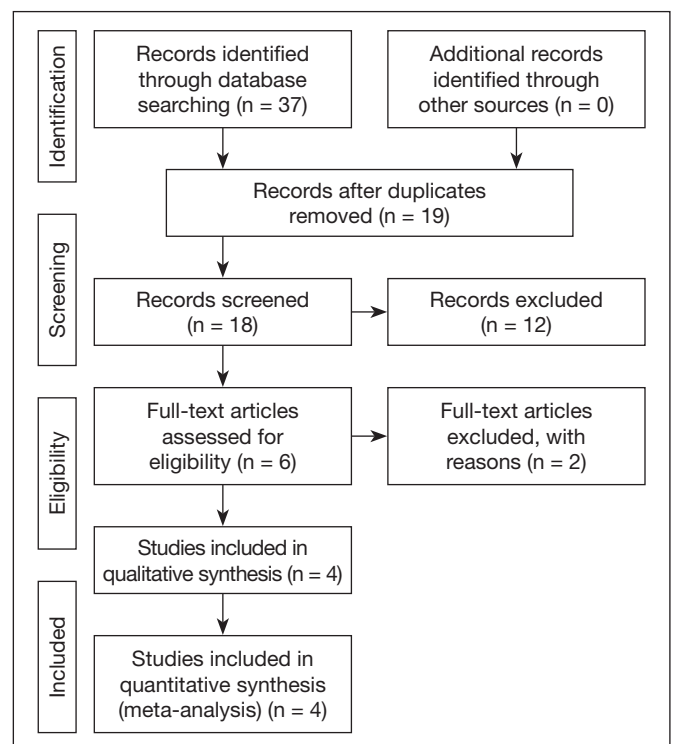 Identification
Records identified
through database
searching (n = 37)
Additional records
identified through
other sources (n = 0)
Records after duplicates
removed (n = 19)
Screening
Records screened
(n = 18)
Records excluded
(n = 12)
Eligibility
Full-text articles
assessed for
eligibility (n = 6)
Full-text articles
excluded, with
reasons (n = 2)
Studies included in
qualitative synthesis (n = 4)
Included
Studies included in
quantitative synthesis
(meta-analysis) (n = 4)